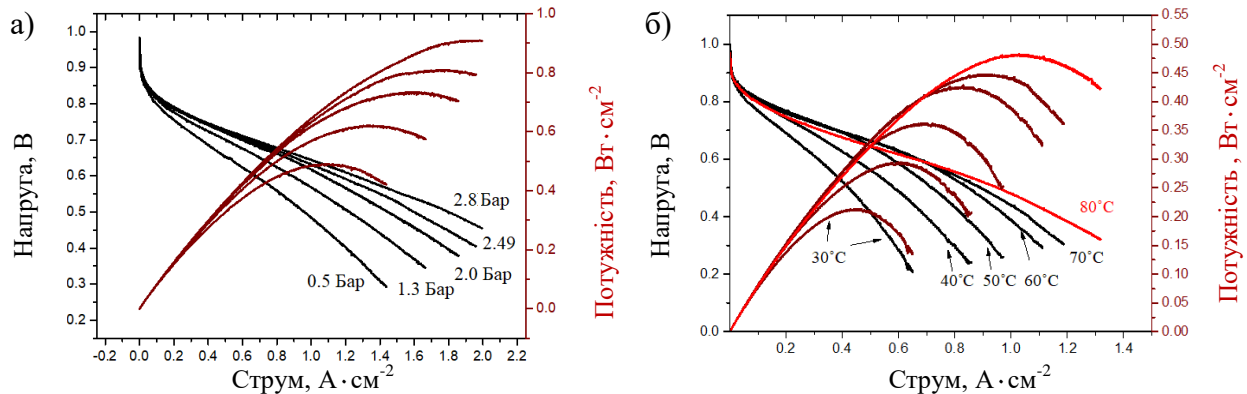 а)
Напруга, В
1.0
0.9
0.8
0.7
0.6
0.5
0.4
0.3
0.2
-0.2 0.0 0.2 0.4 0.6 0.8 1.0 1.2 1.4 1.6 1.8 2.0 2.2
Струм, А·см-2
1.0
0.8
0.6
0.4
0.2
0.0
Потужність, Вт·см-2
2.8 Бар
2.49
2.0 Бар
1.3 Бар
0.5 Бар
б)
Напруга, В
1.0
0.8
0.6
0.4
0.2
0.0
0.2 0.4 0.6 0.8 1.0 1.2 1.4
Струм, А·см-2
0.55
0.50
0.45
0.40
0.35
0.30
0.25
0.20
0.15
0.10
0.05
0.00
Потужність, Вт·см-2
80˚C
30˚C
40˚C
50˚C
60˚C
70˚C